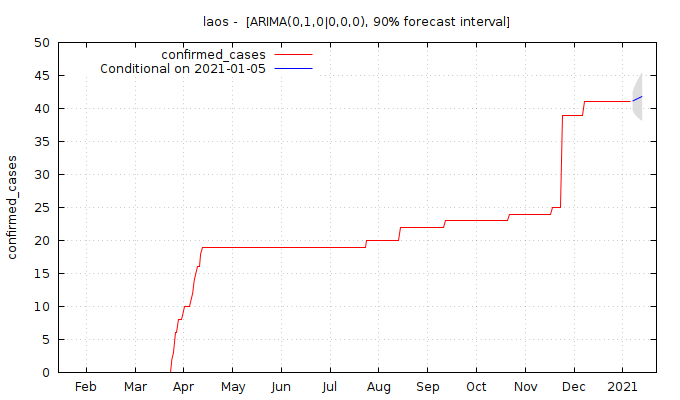 laos -  [ARIMA(0,1,0|0,0,0), 90% forecast interval]
confirmed_cases
Conditional on 2021-01-05
50
45
40
35
30
25
20
15
10
5
0
confirmed_cases
Feb Mar Apr May Jun Jul Aug Sep Oct Nov Dec 2021